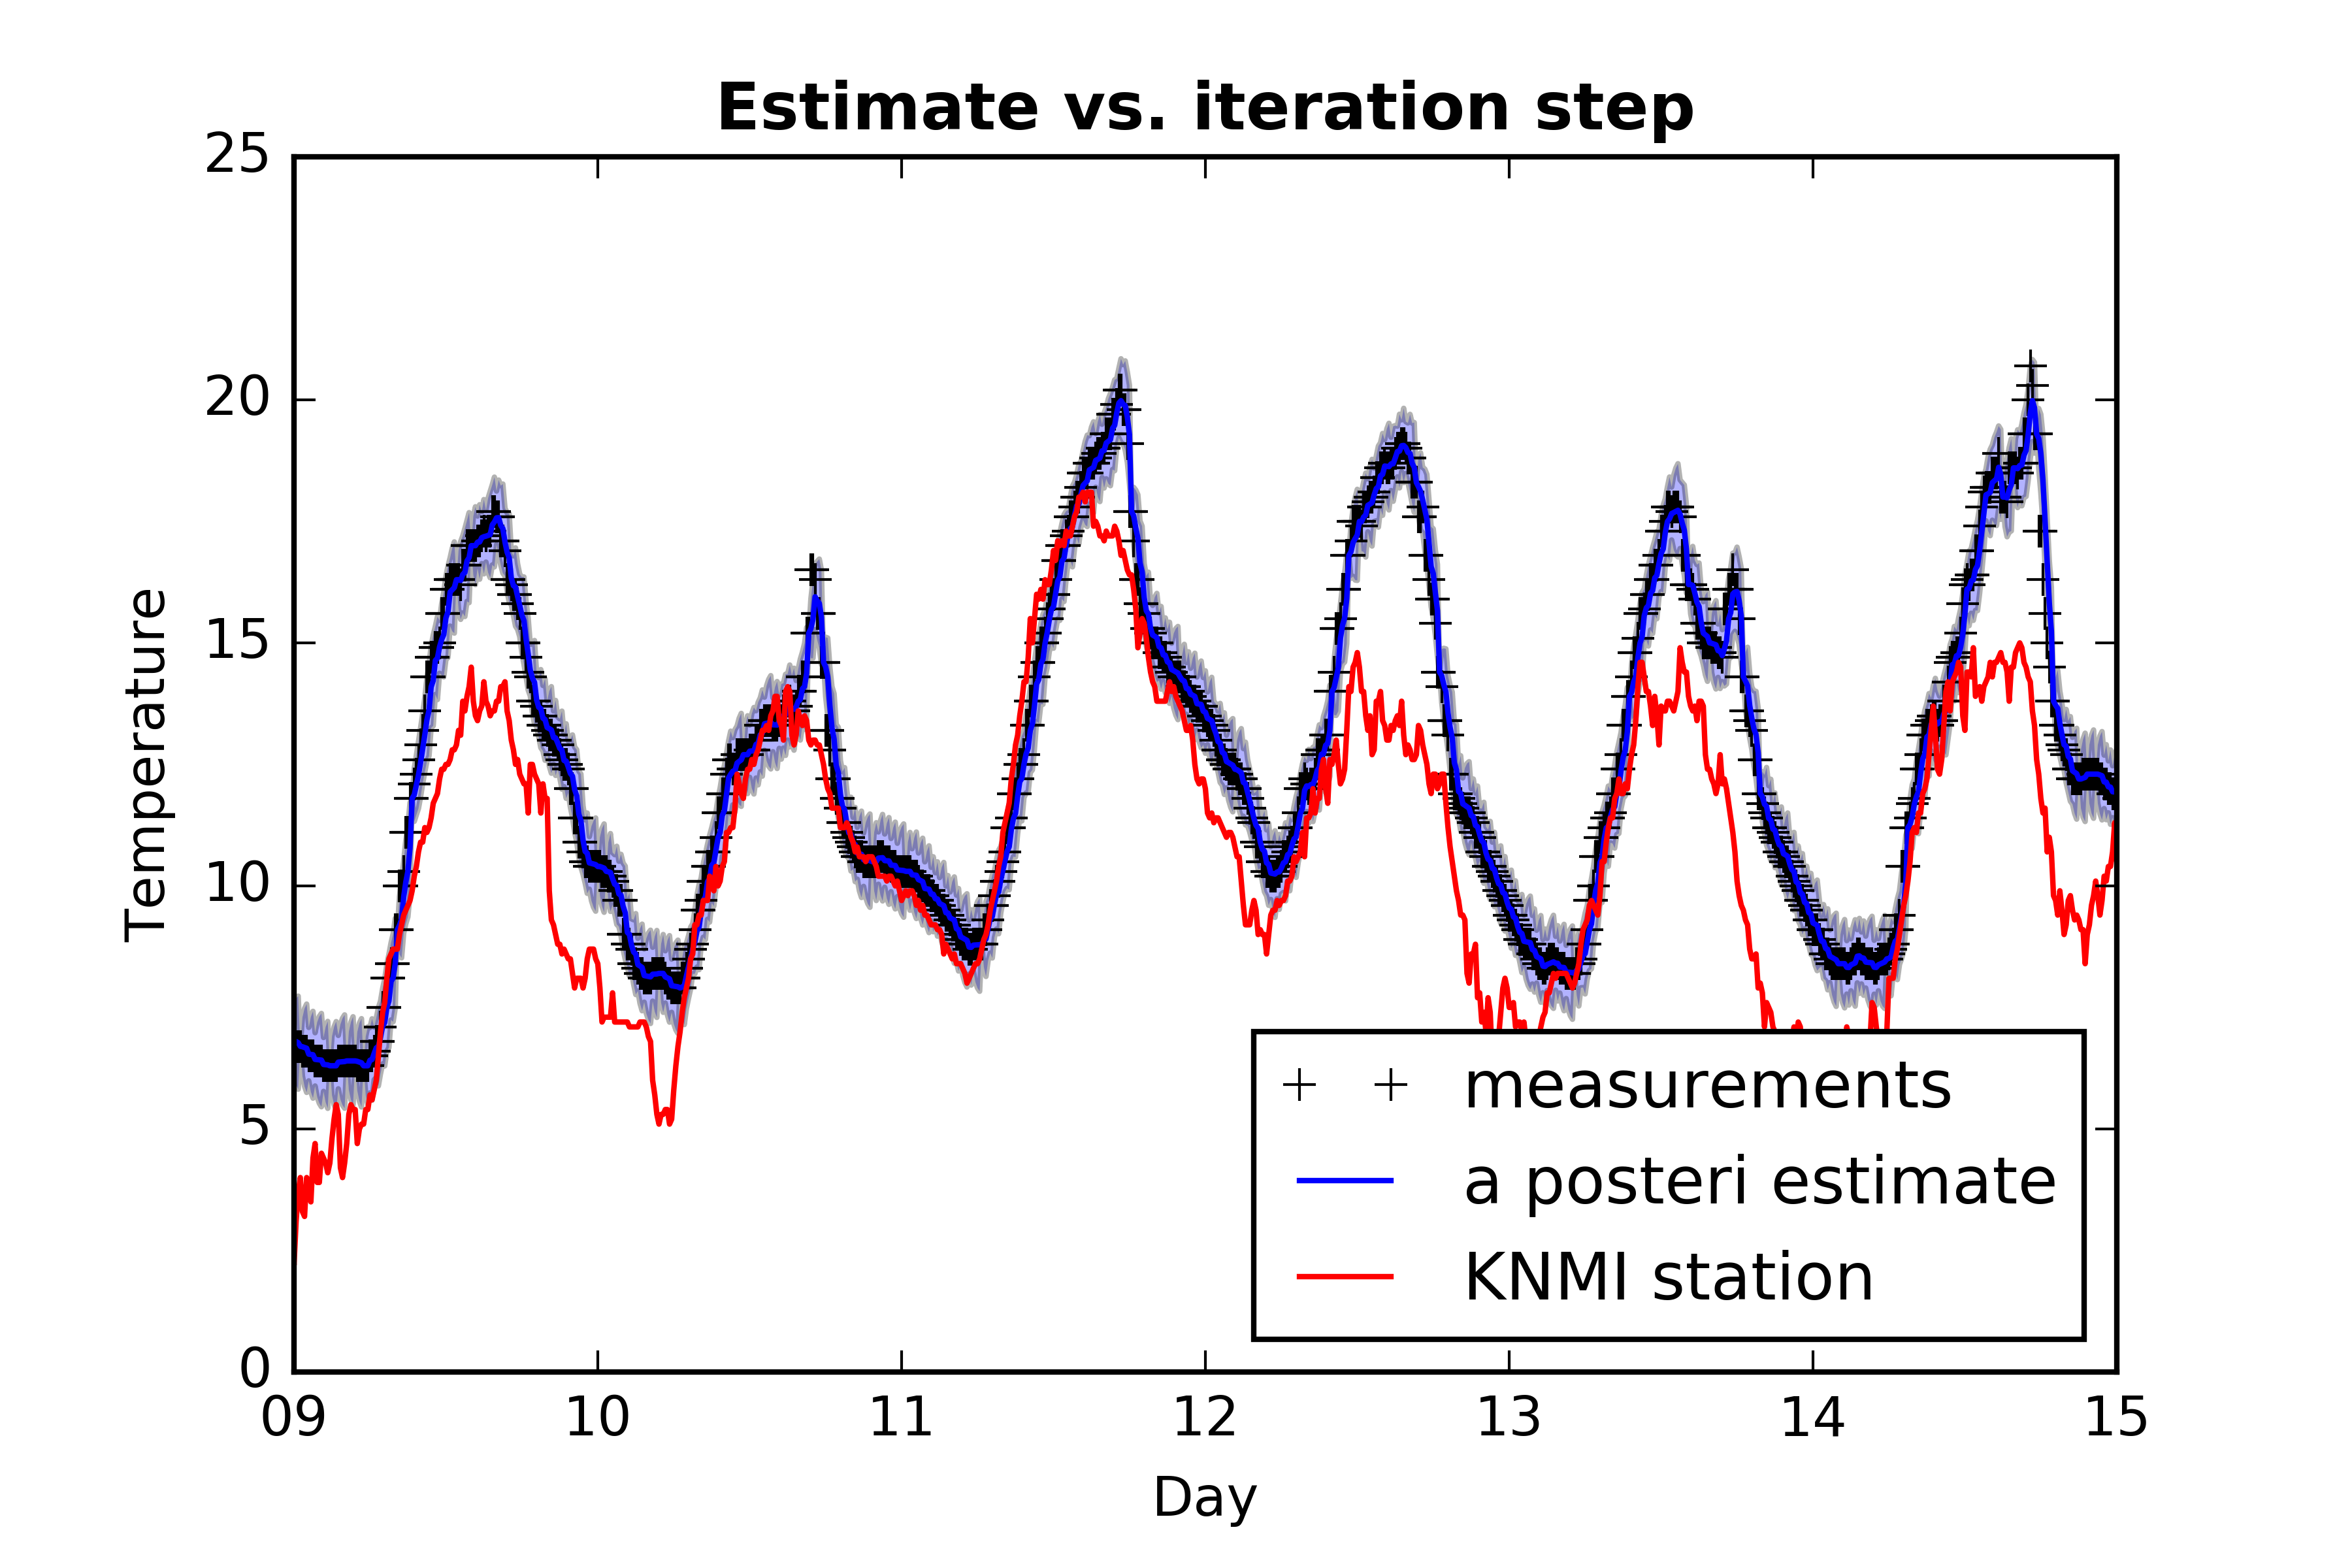 Estimate vs. iteration step
25
20
15
10
5
0
Temperature
09 10 11 12 13 14 15
Day
measurements
a posteri estimate
KNMI station